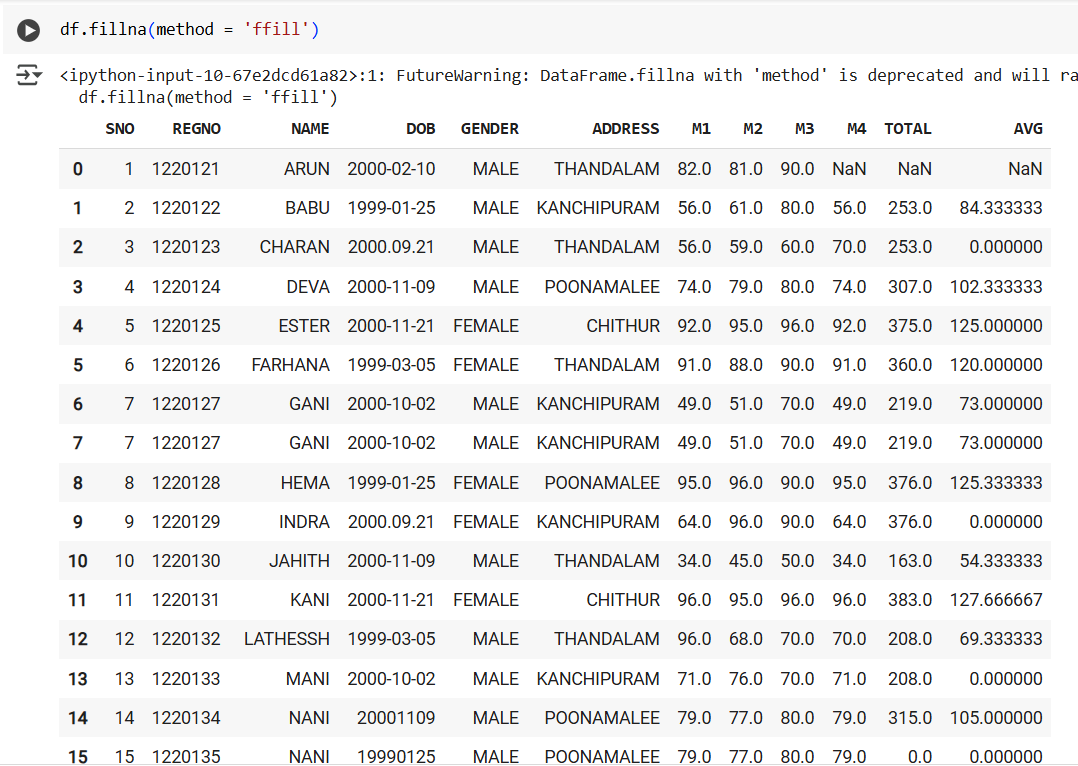 df.fillna(method = 'ffill')
<ipython-input-10-67e2dcd61a82>:1: FutureWarning: DataFrame.fillna with 'method' is deprecated and will ra
df.fillna(method = 'ffill')
SNO REGNO NAME DOB GENDER ADDRESS M1 M2 M3 M4 TOTAL AVG
0 1 1220121 ARUN 2000-02-10 MALE THANDALAM 82.0 81.0 90.0 NaN NaN NaN
1 2 1220122 BABU 1999-01-25 MALE KANCHIPURAM 56.0 61.0 80.0 56.0 253.0 84.333333
2 3 1220123 CHARAN 2000.09.21 MALE THANDALAM 56.0 59.0 60.0 70.0 253.0 0.000000
3 4 1220124 DEVA 2000-11-09 MALE POONAMALEE 74.0 79.0 80.0 74.0 307.0 102.333333
4 5 1220125 ESTER 2000-11-21 FEMALE CHITHUR 92.0 95.0 96.0 92.0 375.0 125.000000
5 6 1220126 FARHANA 1999-03-05 FEMALE THANDALAM 91.0 88.0 90.0 91.0 360.0 120.000000
6 7 1220127 GANI 2000-10-02 MALE KANCHIPURAM 49.0 51.0 70.0 49.0 219.0 73.000000
7 7 1220127 GANI 2000-10-02 MALE KANCHIPURAM 49.0 51.0 70.0 49.0 219.0 73.000000
8 8 1220128 HEMA 1999-01-25 FEMALE POONAMALEE 95.0 96.0 90.0 95.0 376.0 125.333333
9 9 1220129 INDRA 2000.09.21 FEMALE KANCHIPURAM 64.0 96.0 90.0 64.0 376.0 0.000000
10 10 1220130 JAHITH 2000-11-09 MALE THANDALAM 34.0 45.0 50.0 34.0 163.0 54.333333
11 11 1220131 KANI 2000-11-21 FEMALE CHITHUR 96.0 95.0 96.0 96.0 383.0 127.666667
12 12 1220132 LATHESSH 1999-03-05 MALE THANDALAM 96.0 68.0 70.0 70.0 208.0 69.333333
13 13 1220133 MANI 2000-10-02 MALE KANCHIPURAM 71.0 76.0 70.0 71.0 208.0 0.000000
14 14 1220134 NANI 20001109 MALE POONAMALEE 79.0 77.0 80.0 79.0 315.0 105.000000
15 15 1220135 NANI 19990125 MALE POONAMALEE 79.0 77.0 80.0 79.0 0.0 0.000000